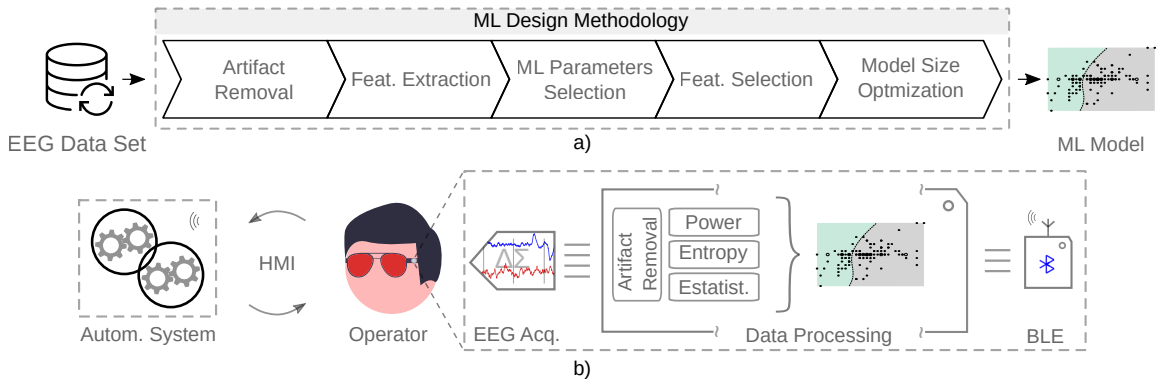 ML Design Methodology
Artifact
Removal
Feat. Extraction
ML Parameters
Selection
Feat. Selection
Model Size
Optmization
EEG Data Set
ML Model
a)
HMI
Autom. System
Operator
ΔΣ
EEG Acq.
Artifact
Removal
Power
Entropy
Estatist.
Data Processing
BLE
b)